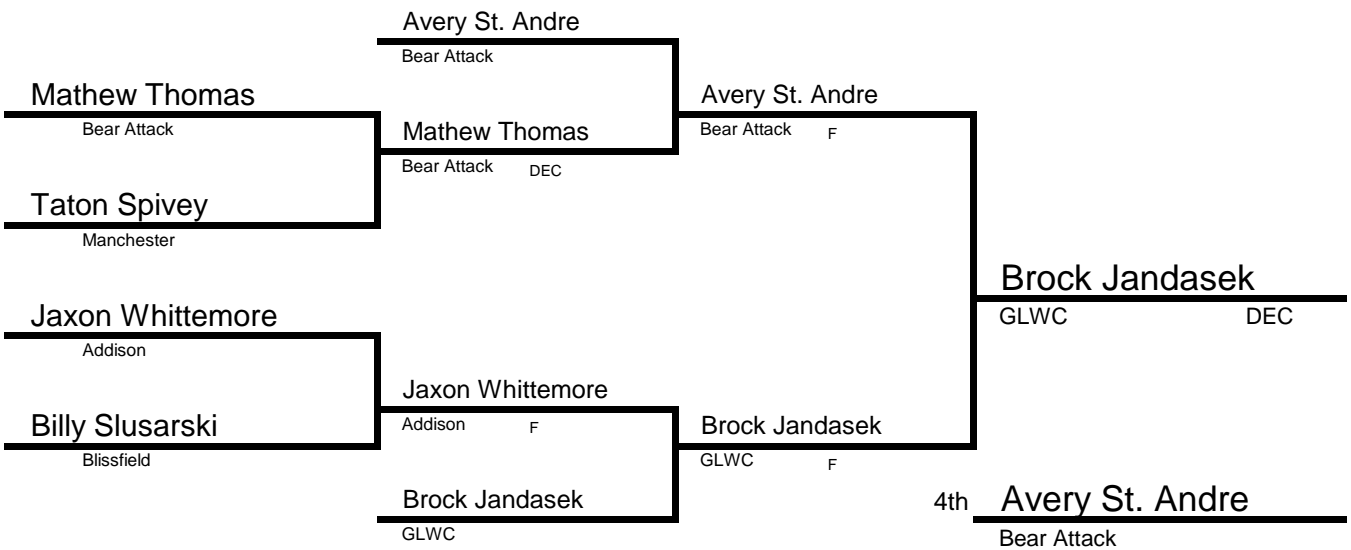 Avery St. Andre
Bear Attack
Mathew Thomas
Bear Attack
Avery St. Andre
Bear Attack F
Mathew Thomas
Bear Attack DEC
Taton Spivey
Manchester
Brock Jandasek
GLWC DEC
Jaxon Whittemore
Addison
Jaxon Whittemore
Addison F
Billy Slusarski
Blissfield
Brock Jandasek
GLWC F
Brock Jandasek
GLWC
4th Avery St. Andre
Bear Attack